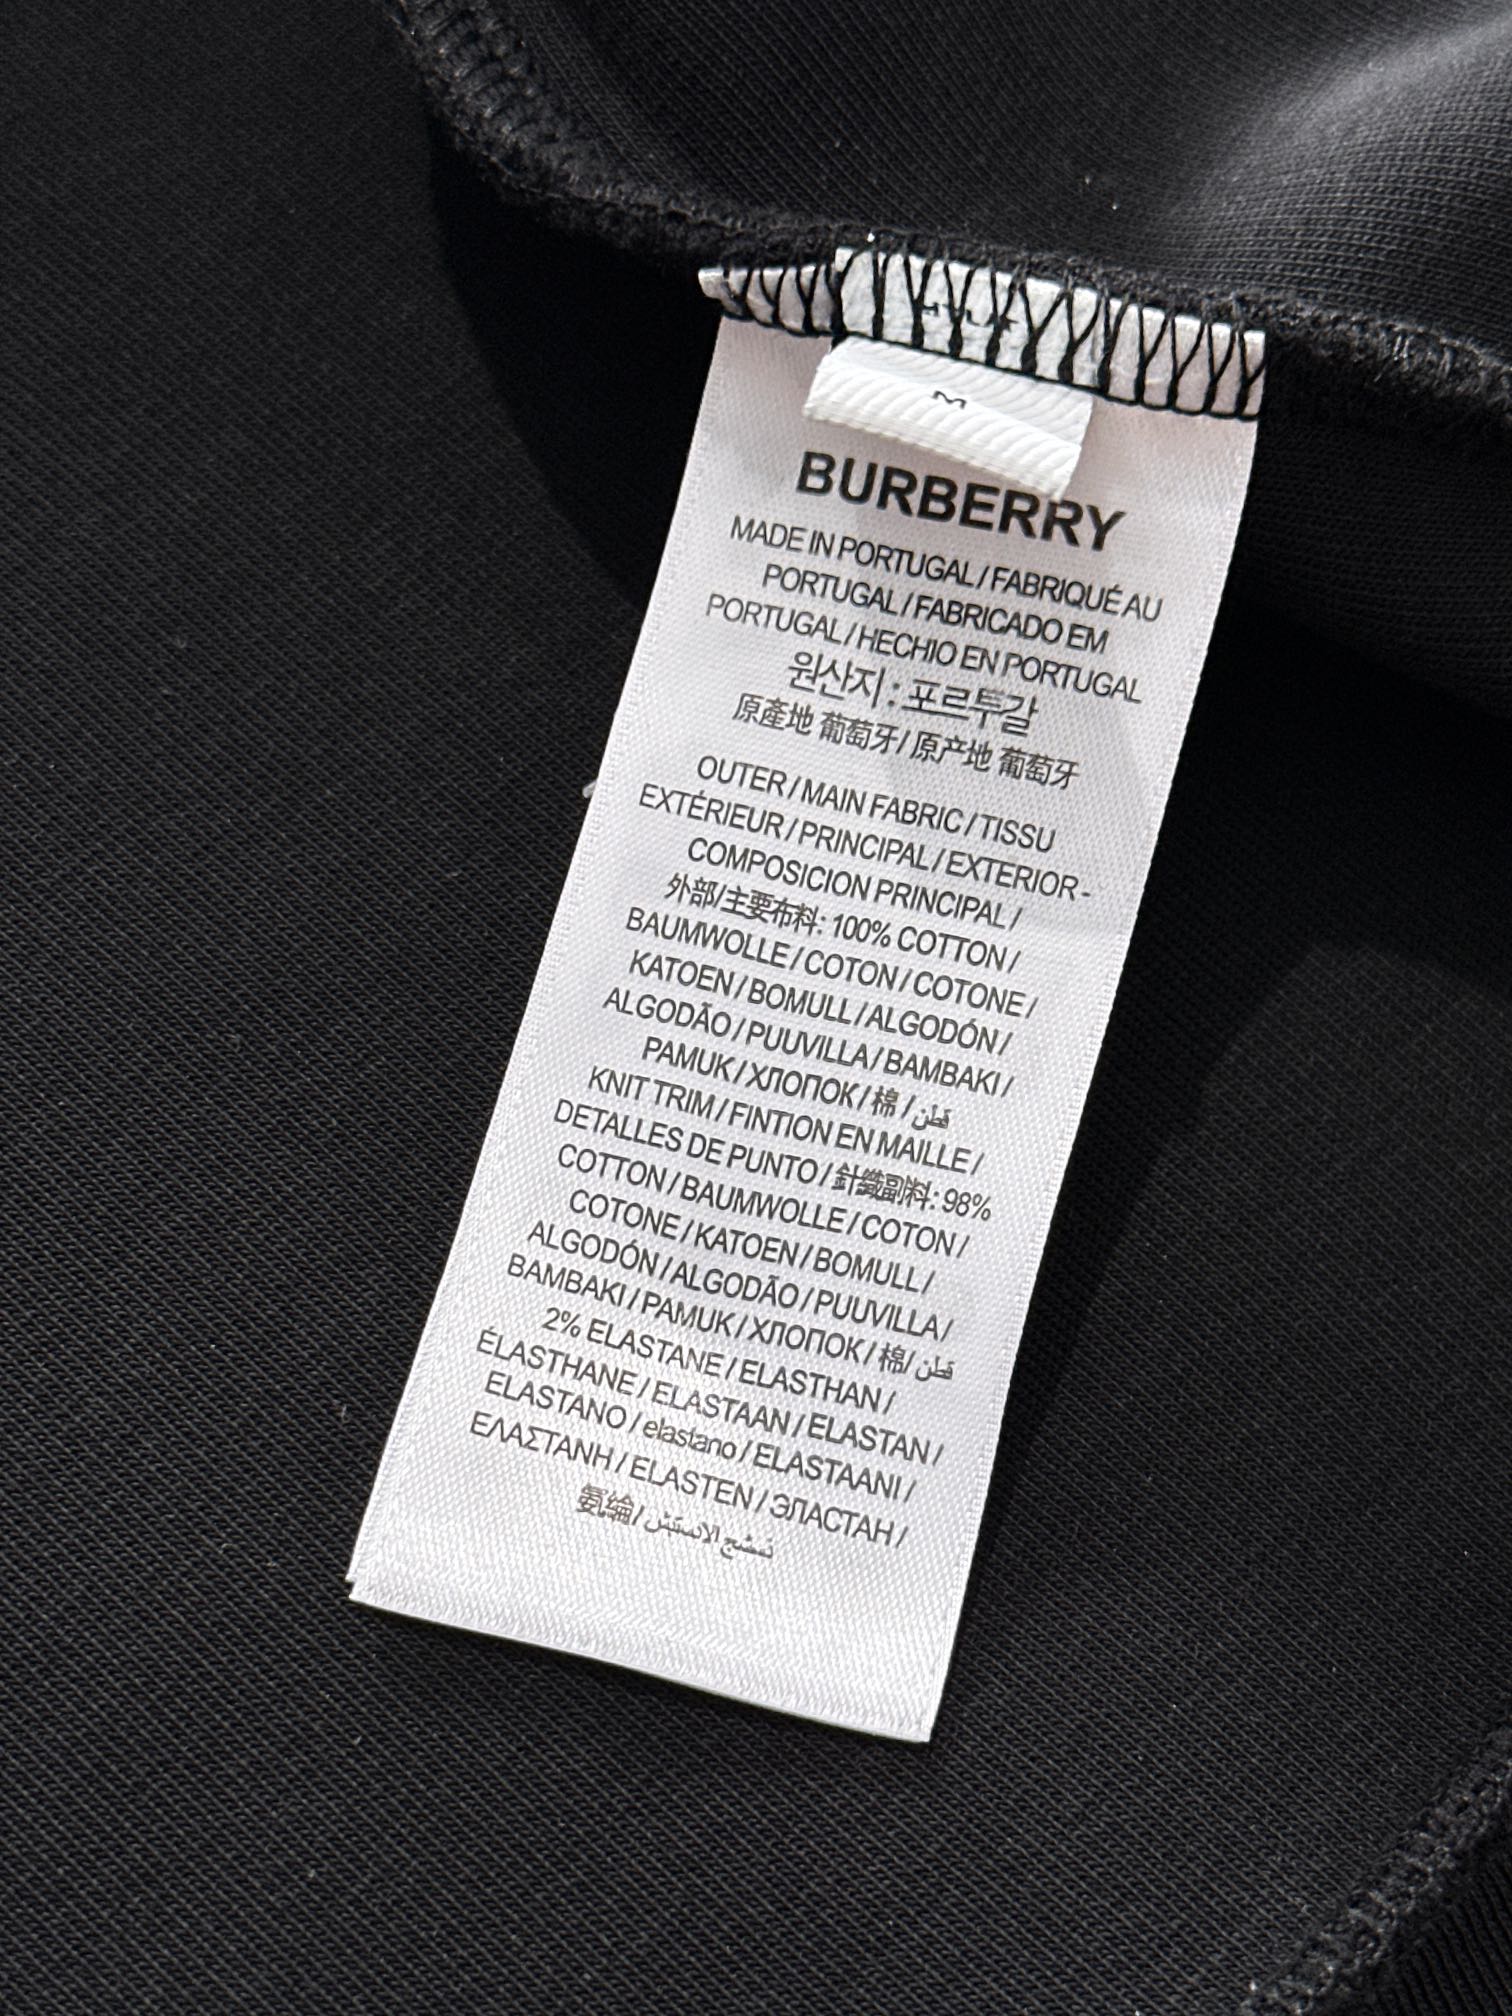 M
BURBERRY
MADE IN PORTUGAL / FABRIQUÉ AU
PORTUGAL / FABRICADO EM
PORTUGAL / HECHIO EN PORTUGAL
원산지 : 포르투갈
原產地 葡萄牙 / 原产地 葡萄牙
OUTER / MAIN FABRIC / TISSU
EXTÉRIEUR / PRINCIPAL / EXTERIOR -
COMPOSICION PRINCIPAL /
外部/主要布料: 100% COTTON /
BAUMWOLLE / COTON / COTONE /
KATOEN / BOMULL / ALGODÓN /
ALGODÃO / PUUVILLA / BAMBAKI /
PAMUK / ХЛОПОК / 棉 / قطن
KNIT TRIM / FINTION EN MAILLE /
DETALLES DE PUNTO / 針織副料: 98%
COTTON / BAUMWOLLE / COTON /
COTONE / KATOEN / BOMULL /
ALGODÓN / ALGODÃO / PUUVILLA /
BAMBAKI / PAMUK / ХЛОПОК / 棉 / قطن
2% ELASTANE / ELASTHAN /
ÉLASTHANE / ELASTAAN / ELASTAN /
ELASTANO / elastano / ELASTAANI /
ΕΛΑΣΤΑΝΗ / ELASTEN / ЭЛАСТАН /
氨綸 /